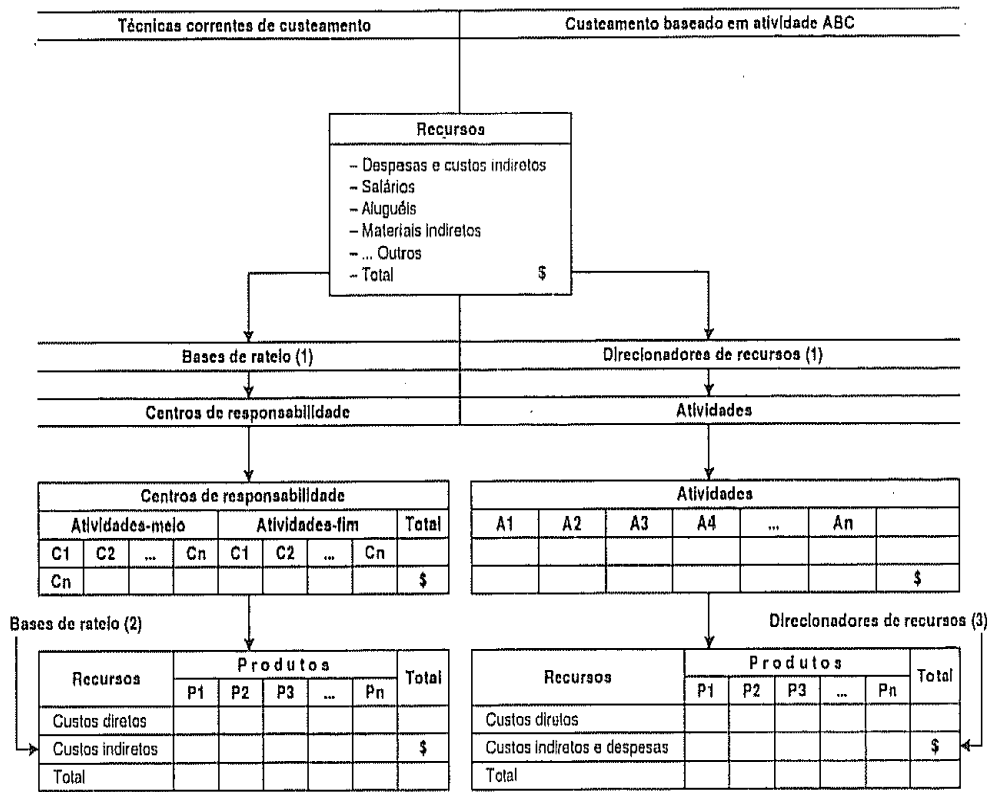 Técnicas correntes de custeamento
Custeamento baseado em atividade ABC
Recursos
– Despesas e custos indiretos
– Salários
– Aluguéis
– Materiais indiretos
– ... Outros
– Total $
Bases de rateio (1)
Direcionadores de recursos (1)
Centros de responsabilidade
Atividades
Centros de responsabilidade
Atividades-meio Atividades-fim Total
C1 C2 ... Cn C1 C2 ... Cn
Cn $
Atividades
A1 A2 A3 A4 ... An
$
Bases de rateio (2)
Direcionadores de recursos (3)
Recursos Produtos Total
P1 P2 P3 ... Pn
Custos diretos
Custos indiretos $
Total
Recursos Produtos Total
P1 P2 P3 ... Pn
Custos diretos
Custos indiretos e despesas $
Total